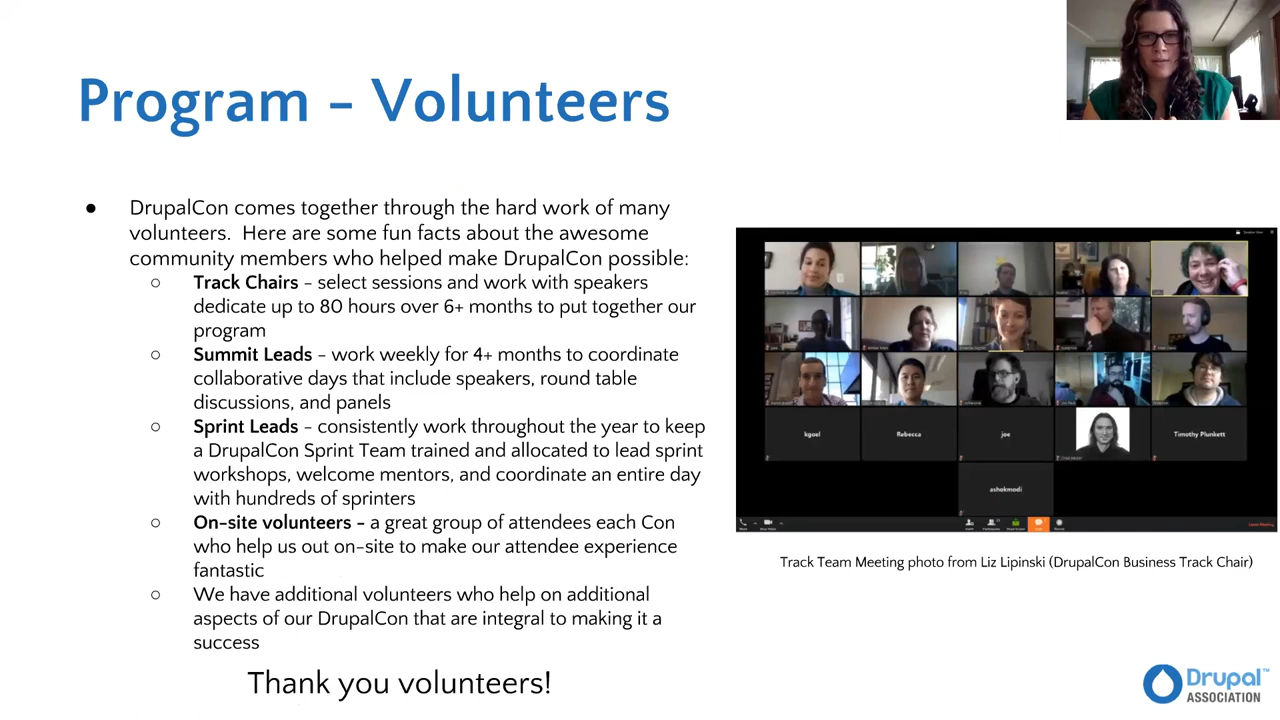 Program – Volunteers
● DrupalCon comes together through the hard work of many
volunteers.  Here are some fun facts about the awesome
community members who helped make DrupalCon possible:
○ Track Chairs – select sessions and work with speakers
dedicate up to 80 hours over 6+ months to put together our
program
○ Summit Leads – work weekly for 4+ months to coordinate
collaborative days that include speakers, round table
discussions, and panels
○ Sprint Leads – consistently work throughout the year to keep
a DrupalCon Sprint Team trained and allocated to lead sprint
workshops, welcome mentors, and coordinate an entire day
with hundreds of sprinters
○ On-site volunteers – a great group of attendees each Con
who help us out on-site to make our attendee experience
fantastic
○ We have additional volunteers who help on additional
aspects of our DrupalCon that are integral to making it a
success
Thank you volunteers!
kgoel
Rebecca
joe
Timothy Plunkett
ashokmodi
Track Team Meeting photo from Liz Lipinski (DrupalCon Business Track Chair)
Drupal™
ASSOCIATION